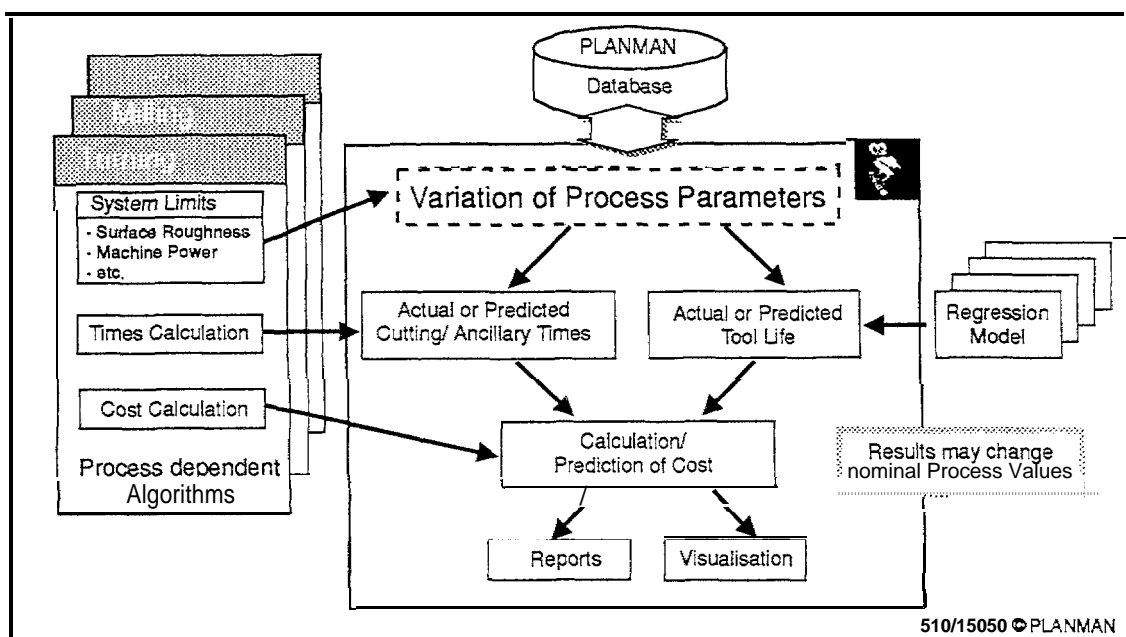 PLANMAN
Database
Milling
Turning
System Limits
- Surface Roughness
- Machine Power
- etc.
Times Calculation
Cost Calculation
Process dependent
Algorithms
Variation of Process Parameters
Actual or Predicted
Cutting/ Ancillary Times
Actual or Predicted
Tool Life
Regression
Model
Calculation/
Prediction of Cost
Results may change
nominal Process Values
Reports
Visualisation
510/15050 © PLANMAN